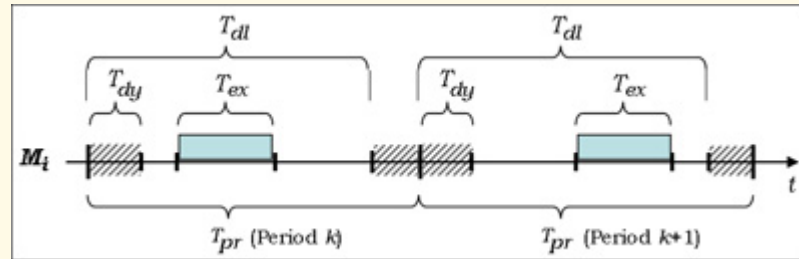 T_dl T_dl
T_dy T_ex T_dy T_ex
M_i t
T_pr (Period k) T_pr (Period k+1)